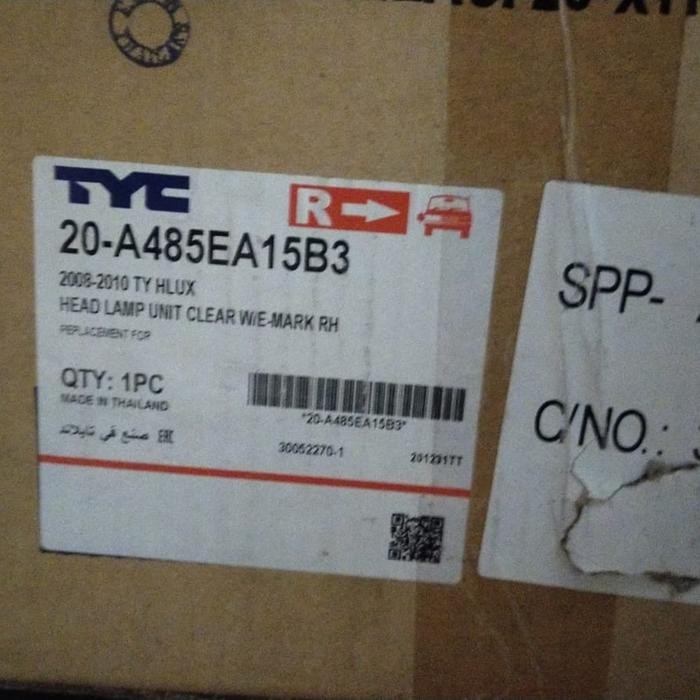 TYC
R
20-A485EA15B3
2008-2010 TY HLUX
HEAD LAMP UNIT CLEAR W/E-MARK RH
REPLACEMENT FOR
QTY: 1PC
MADE IN THAILAND
*20-A485EA15B3*
صنع في تايلاند EAC
30052270-1
201231TT
SPP-
C/NO.: